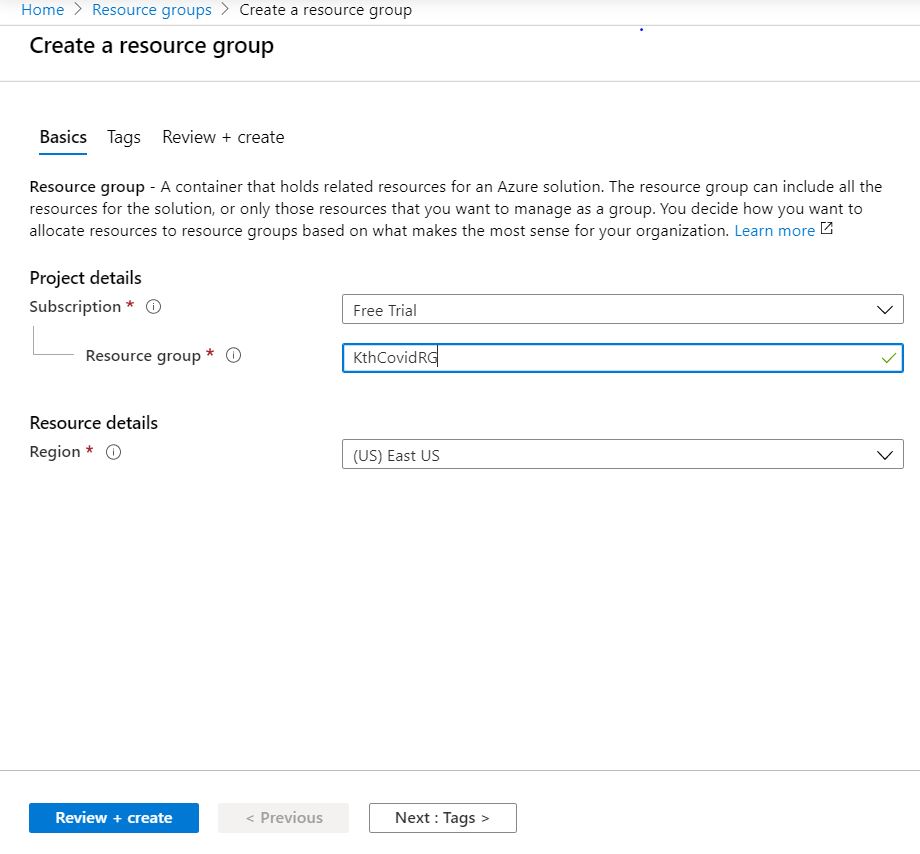 Home > Resource groups > Create a resource group
Create a resource group
Basics Tags Review + create
Resource group - A container that holds related resources for an Azure solution. The resource group can include all the
resources for the solution, or only those resources that you want to manage as a group. You decide how you want to
allocate resources to resource groups based on what makes the most sense for your organization. Learn more
Project details
Subscription * Free Trial
Resource group * KthCovidRG
Resource details
Region * (US) East US
Review + create < Previous Next : Tags >